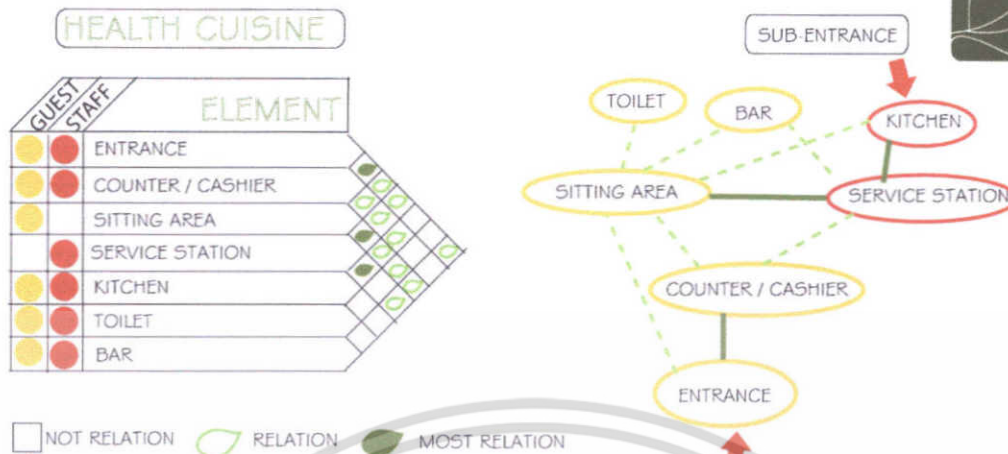 HEALTH CUISINE
GUEST
STAFF
ELEMENT
ENTRANCE
COUNTER / CASHIER
SITTING AREA
SERVICE STATION
KITCHEN
TOILET
BAR
NOT RELATION
RELATION
MOST RELATION
SUB-ENTRANCE
TOILET
BAR
KITCHEN
SITTING AREA
SERVICE STATION
COUNTER / CASHIER
ENTRANCE